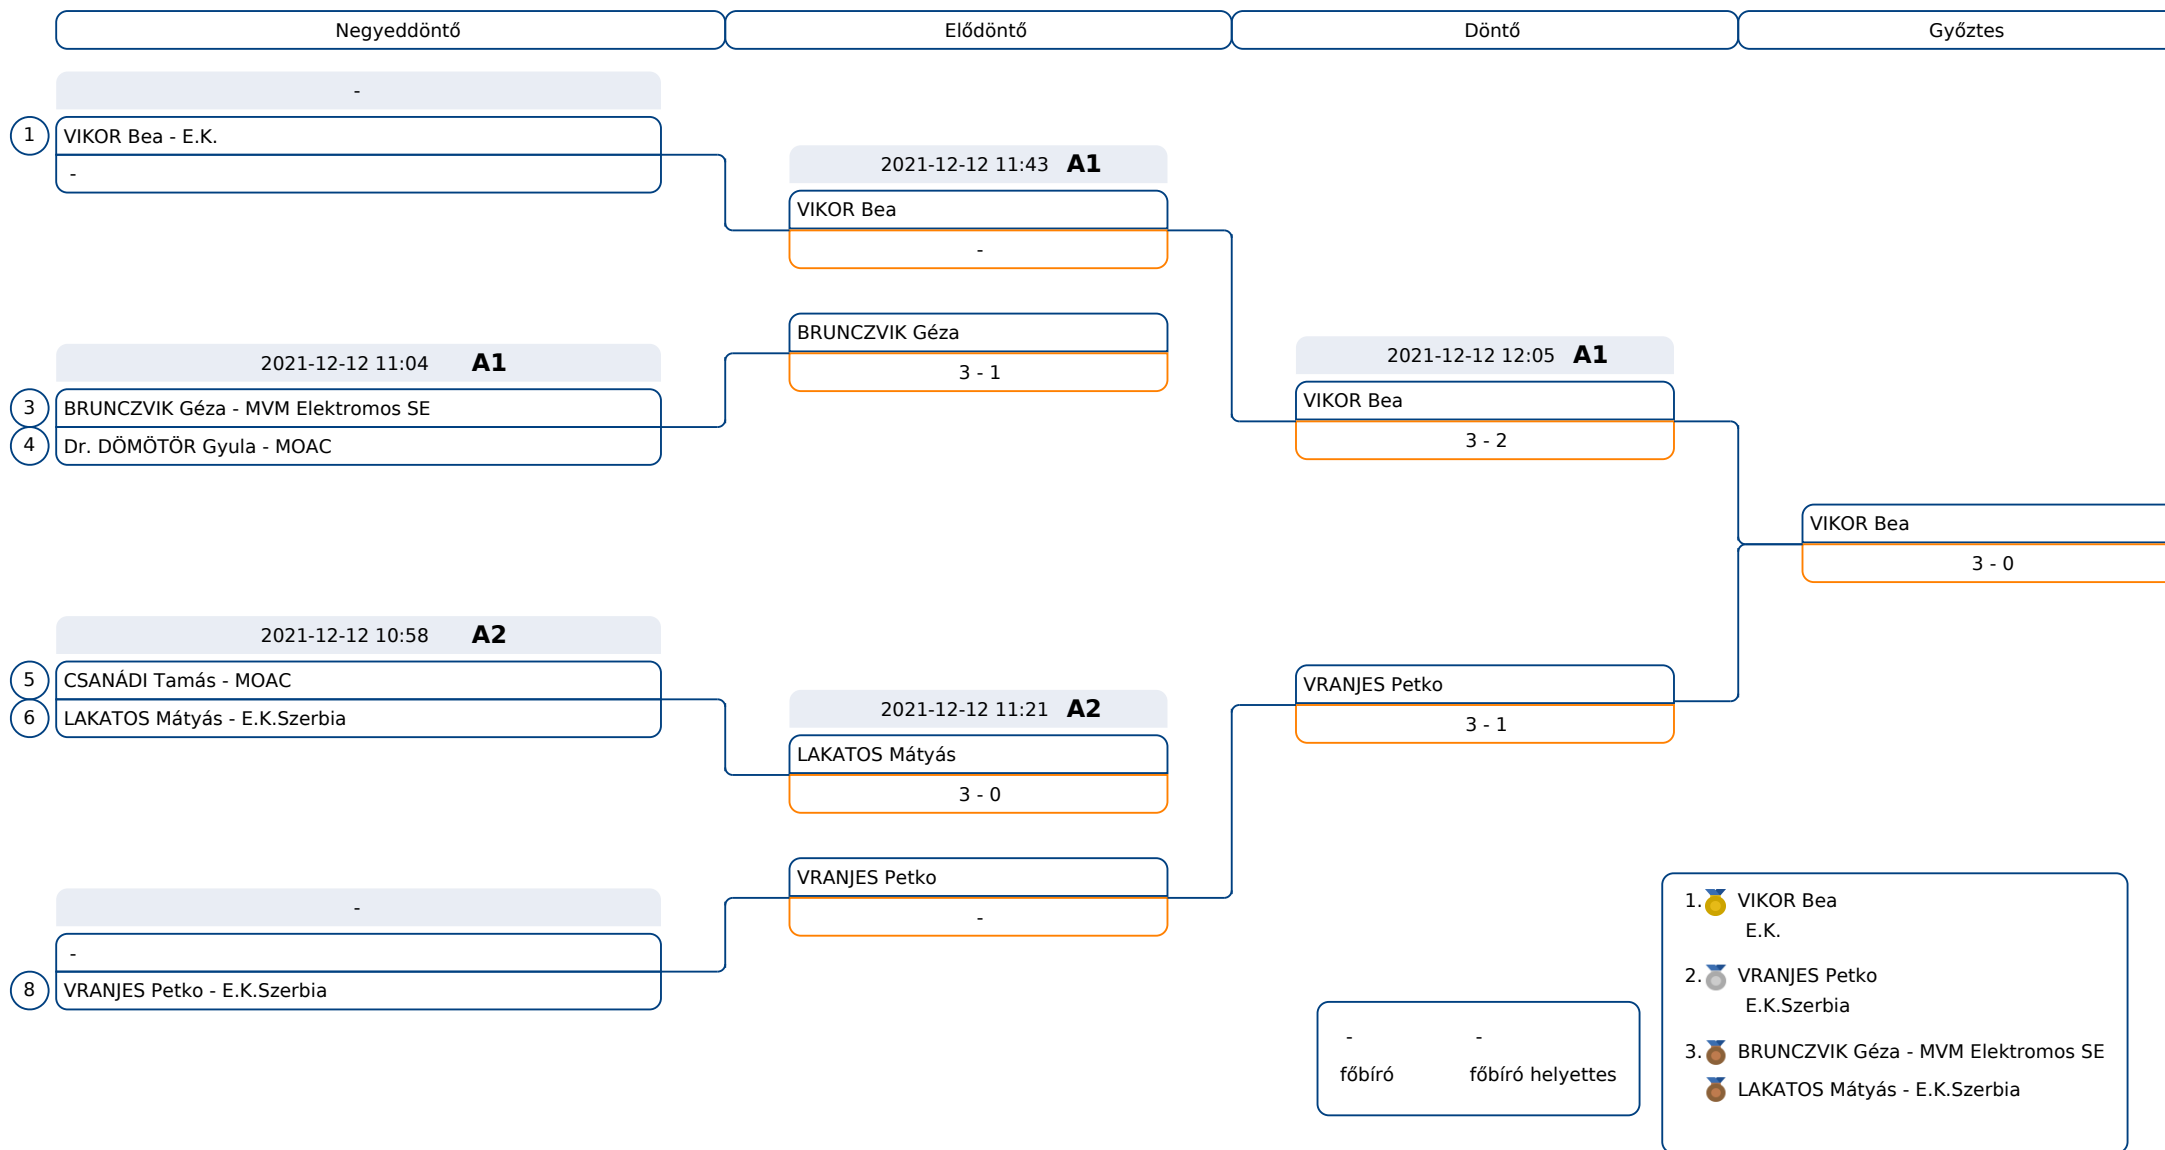 Negyeddöntő
Elődöntő
Döntő
Győztes
-
1
VIKOR Bea - E.K.
-
2021-12-12 11:04 A1
3
BRUNCZVIK Géza - MVM Elektromos SE
4
Dr. DÖMÖTÖR Gyula - MOAC
2021-12-12 10:58 A2
5
CSANÁDI Tamás - MOAC
6
LAKATOS Mátyás - E.K.Szerbia
-
-
8
VRANJES Petko - E.K.Szerbia
2021-12-12 11:43 A1
VIKOR Bea
-
BRUNCZVIK Géza
3 - 1
2021-12-12 11:21 A2
LAKATOS Mátyás
3 - 0
VRANJES Petko
-
2021-12-12 12:05 A1
VIKOR Bea
3 - 2
VRANJES Petko
3 - 1
VIKOR Bea
3 - 0
- -
főbíró főbíró helyettes
1. VIKOR Bea
E.K.
2. VRANJES Petko
E.K.Szerbia
3. BRUNCZVIK Géza - MVM Elektromos SE
LAKATOS Mátyás - E.K.Szerbia